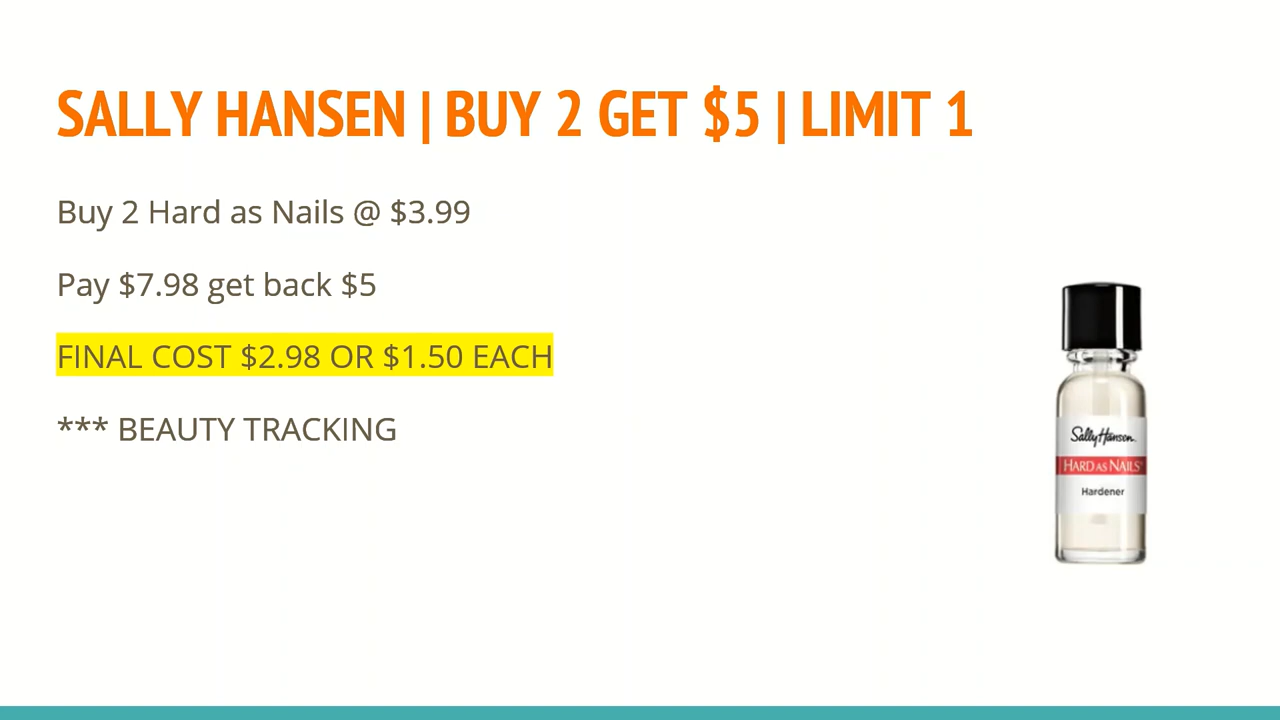 SALLY HANSEN | BUY 2 GET $5 | LIMIT 1
Buy 2 Hard as Nails @ $3.99
Pay $7.98 get back $5
FINAL COST $2.98 OR $1.50 EACH
*** BEAUTY TRACKING
Sally Hansen
HARD AS NAILS
Hardener